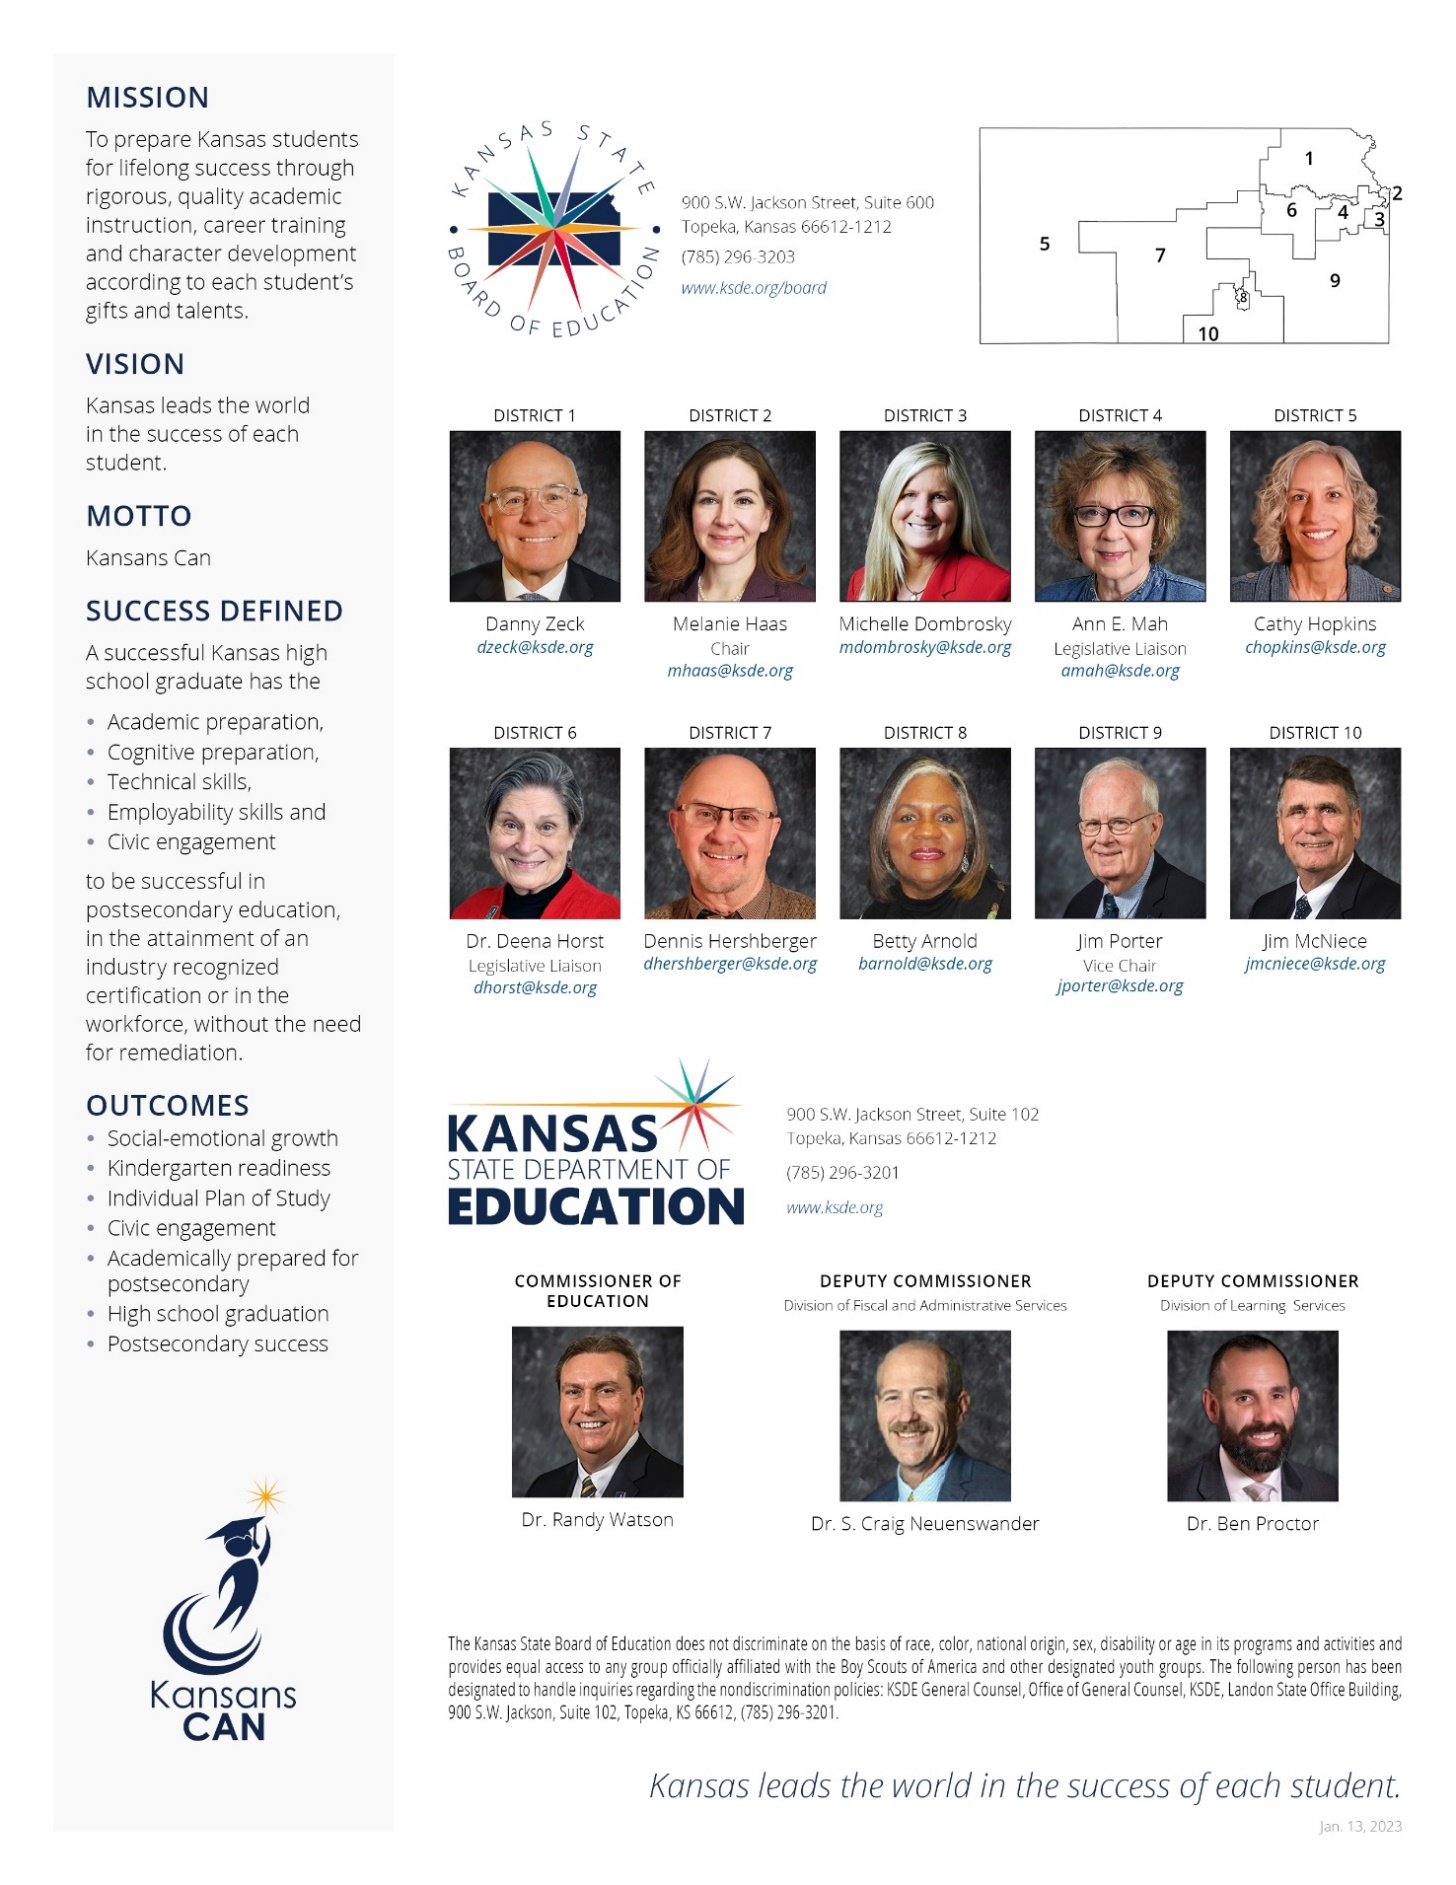 MISSION
To prepare Kansas students
for lifelong success through
rigorous, quality academic
instruction, career training
and character development
according to each student's
gifts and talents.
VISION
Kansas leads the world
in the success of each
student.
MOTTO
Kansans Can
SUCCESS DEFINED
A successful Kansas high
school graduate has the
• Academic preparation,
• Cognitive preparation,
• Technical skills,
• Employability skills and
• Civic engagement
to be successful in
postsecondary education,
in the attainment of an
industry recognized
certification or in the
workforce, without the need
for remediation.
OUTCOMES
• Social-emotional growth
• Kindergarten readiness
• Individual Plan of Study
• Civic engagement
• Academically prepared for
postsecondary
• High school graduation
• Postsecondary success
Kansans
CAN
KANSAS STATE
• BOARD OF EDUCATION •
900 S.W. Jackson Street, Suite 600
Topeka, Kansas 66612-1212
(785) 296-3203
www.ksde.org/board
1
2
6 4 3
5
7
9
8
10
DISTRICT 1 DISTRICT 2 DISTRICT 3 DISTRICT 4 DISTRICT 5
Danny Zeck
dzeck@ksde.org
Melanie Haas
Chair
mhaas@ksde.org
Michelle Dombrosky
mdombrosky@ksde.org
Ann E. Mah
Legislative Liaison
amah@ksde.org
Cathy Hopkins
chopkins@ksde.org
DISTRICT 6 DISTRICT 7 DISTRICT 8 DISTRICT 9 DISTRICT 10
Dr. Deena Horst
Legislative Liaison
dhorst@ksde.org
Dennis Hershberger
dhershberger@ksde.org
Betty Arnold
barnold@ksde.org
Jim Porter
Vice Chair
jporter@ksde.org
Jim McNiece
jmcniece@ksde.org
KANSAS
STATE DEPARTMENT OF
EDUCATION
900 S.W. Jackson Street, Suite 102
Topeka, Kansas 66612-1212
(785) 296-3201
www.ksde.org
COMMISSIONER OF
EDUCATION
Dr. Randy Watson
DEPUTY COMMISSIONER
Division of Fiscal and Administrative Services
Dr. S. Craig Neuenswander
DEPUTY COMMISSIONER
Division of Learning Services
Dr. Ben Proctor
The Kansas State Board of Education does not discriminate on the basis of race, color, national origin, sex, disability or age in its programs and activities and
provides equal access to any group officially affiliated with the Boy Scouts of America and other designated youth groups. The following person has been
designated to handle inquiries regarding the nondiscrimination policies: KSDE General Counsel, Office of General Counsel, KSDE, Landon State Office Building,
900 S.W. Jackson, Suite 102, Topeka, KS 66612, (785) 296-3201.
Kansas leads the world in the success of each student.
Jan. 13, 2023